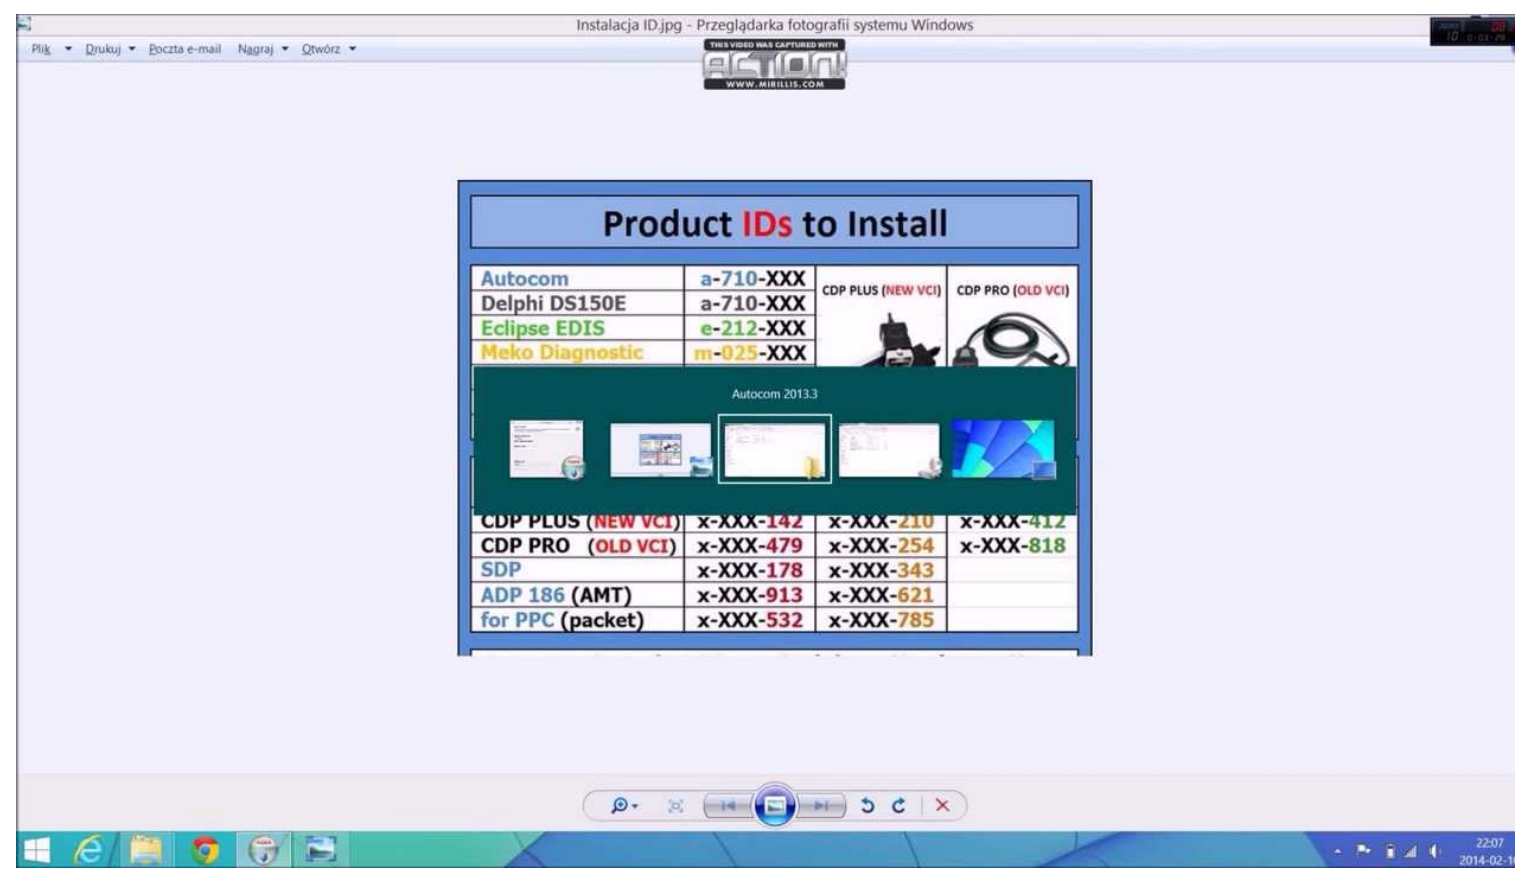 Instalacja ID.jpg - Przeglądarka fotografii systemu Windows
Plik Drukuj Poczta e-mail Nagraj Otwórz
THIS VIDEO WAS CAPTURED WITH
ACTION!
WWW.MIRILLIS.COM
Product IDs to Install
Autocom a-710-XXX CDP PLUS (NEW VCI) CDP PRO (OLD VCI)
Delphi DS150E a-710-XXX
Eclipse EDIS e-212-XXX
Meko Diagnostic m-025-XXX
Autocom 2013.3
CDP PLUS (NEW VCI) x-XXX-142 x-XXX-210 x-XXX-412
CDP PRO (OLD VCI) x-XXX-479 x-XXX-254 x-XXX-818
SDP x-XXX-178 x-XXX-343
ADP 186 (AMT) x-XXX-913 x-XXX-621
for PPC (packet) x-XXX-532 x-XXX-785
22:07